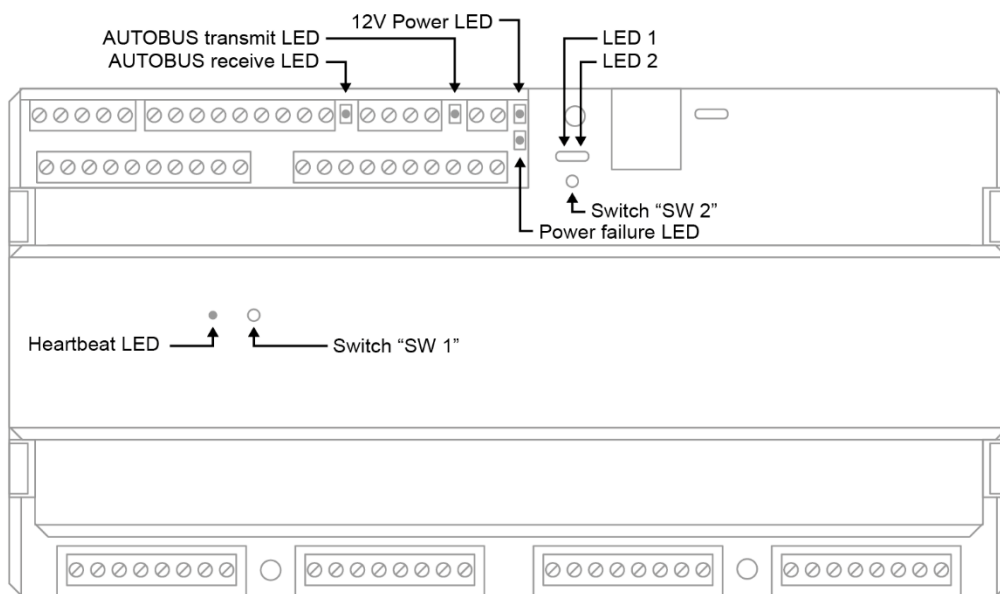 12V Power LED
AUTOBUS transmit LED
LED 1
AUTOBUS receive LED
LED 2
Switch “SW 2”
Power failure LED
Heartbeat LED
Switch “SW 1”